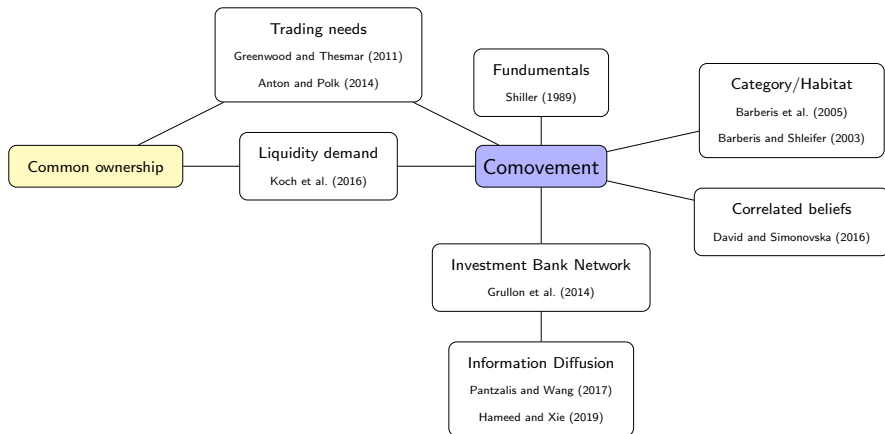 Trading needs
Greenwood and Thesmar (2011)
Anton and Polk (2014)
Fundumentals
Shiller (1989)
Category/Habitat
Barberis et al. (2005)
Barberis and Shleifer (2003)
Common ownership
Liquidity demand
Koch et al. (2016)
Comovement
Correlated beliefs
David and Simonovska (2016)
Investment Bank Network
Grullon et al. (2014)
Information Diffusion
Pantzalis and Wang (2017)
Hameed and Xie (2019)